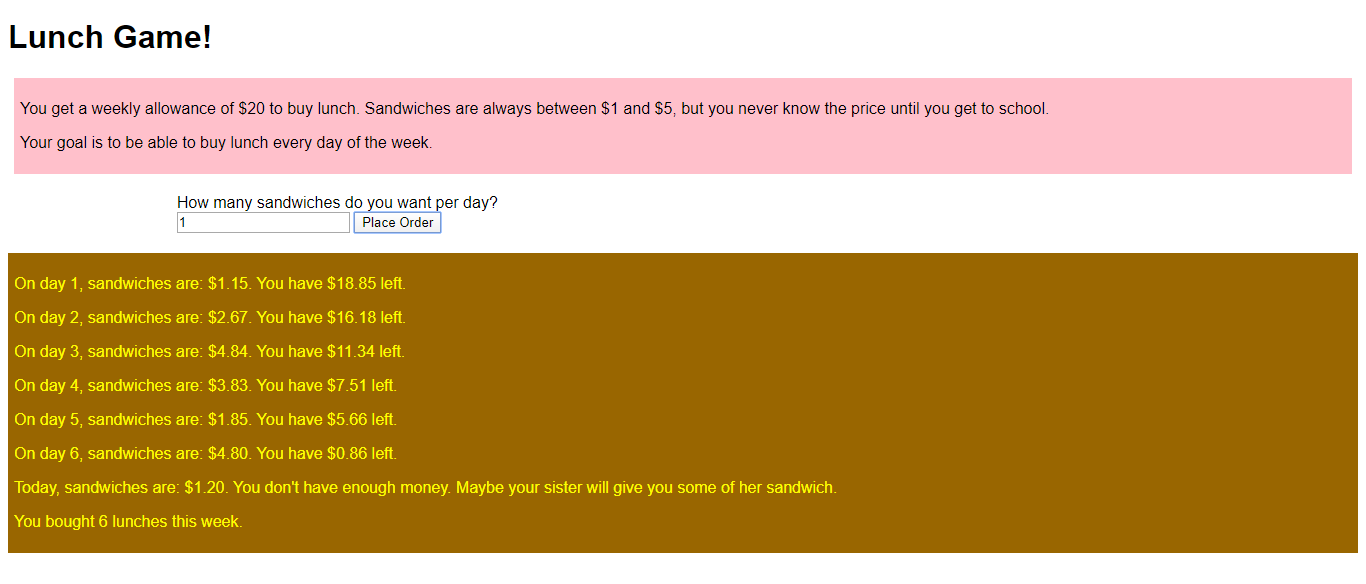 Lunch Game!
You get a weekly allowance of $20 to buy lunch. Sandwiches are always between $1 and $5, but you never know the price until you get to school.
Your goal is to be able to buy lunch every day of the week.
How many sandwiches do you want per day?
1 Place Order
On day 1, sandwiches are: $1.15. You have $18.85 left.
On day 2, sandwiches are: $2.67. You have $16.18 left.
On day 3, sandwiches are: $4.84. You have $11.34 left.
On day 4, sandwiches are: $3.83. You have $7.51 left.
On day 5, sandwiches are: $1.85. You have $5.66 left.
On day 6, sandwiches are: $4.80. You have $0.86 left.
Today, sandwiches are: $1.20. You don't have enough money. Maybe your sister will give you some of her sandwich.
You bought 6 lunches this week.